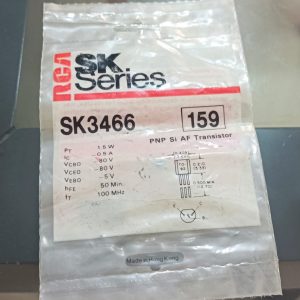 RCA
SK
Series
SK3466
159
PNP Si AF Transistor
PT 1.5 W
IC -0.5 A
VCBO -80 V
VCEO -80 V
VEBO -5 V
hFE 50 Min.
fT 100 MHz
Made in Hong Kong